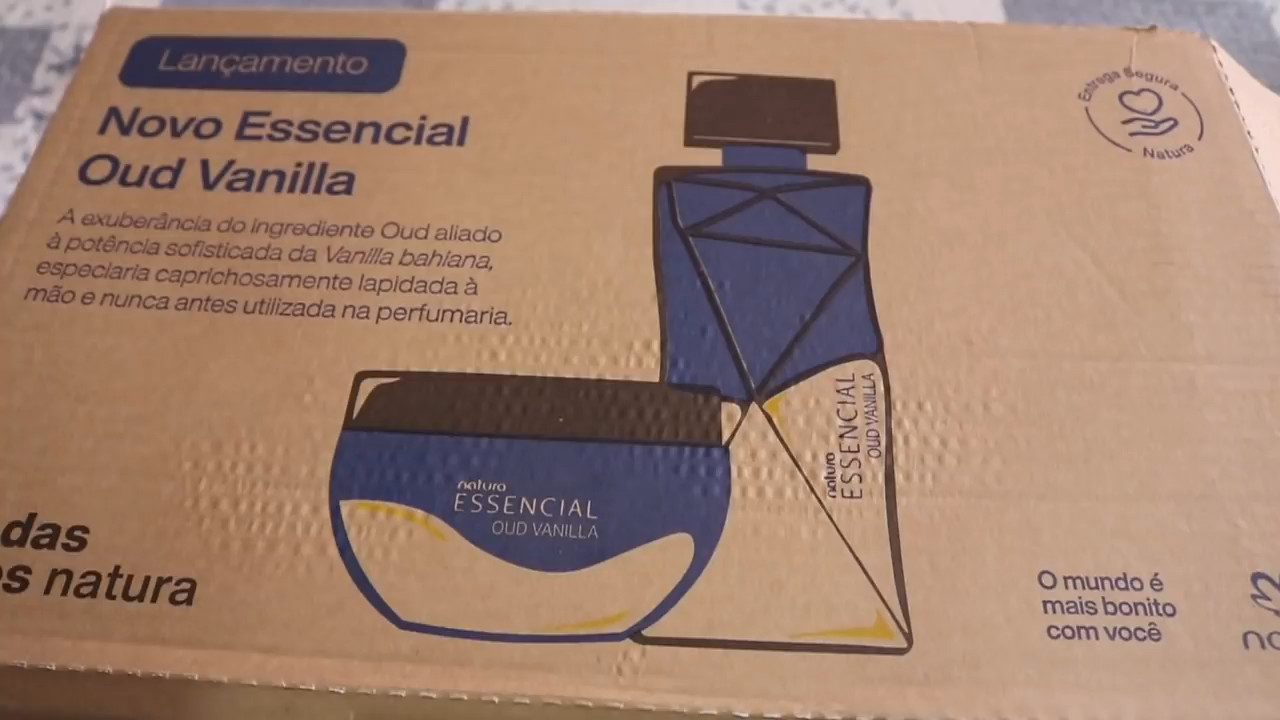 Lançamento
Novo Essencial
Oud Vanilla
A exuberância do ingrediente Oud aliado
à potência sofisticada da Vanilla bahiana,
especiaria caprichosamente lapidada à
mão e nunca antes utilizada na perfumaria.
Entrega Segura
Natura
natura
ESSENCIAL
OUD VANILLA
natura
ESSENCIAL
OUD VANILLA
das
natura
O mundo é
mais bonito
com você